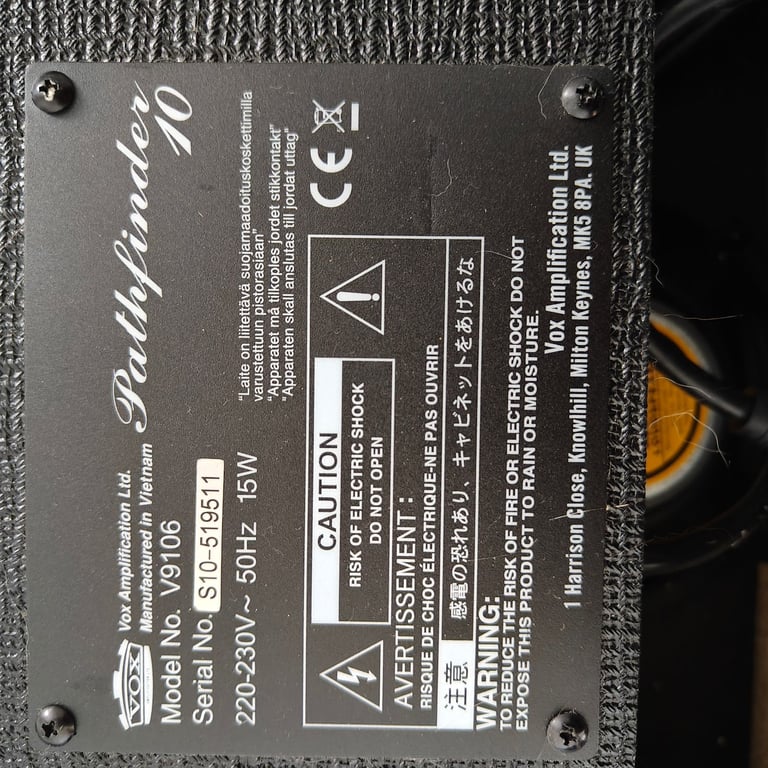 VOX
Vox Amplification Ltd.
Manufactured in Vietnam
Pathfinder
10
Model No. V9106
Serial No. S10-519511
220-230V~ 50Hz 15W
"Laite on liitettävä suojamaadoituskoskettimilla
varustettuun pistorasiaan"
"Apparatet må tilkoples jordet stikkontakt"
"Apparaten skall anslutas till jordat uttag"
CE
CAUTION
RISK OF ELECTRIC SHOCK
DO NOT OPEN
AVERTISSEMENT :
RISQUE DE CHOC ÉLECTRIQUE-NE PAS OUVRIR
注意 感電の恐れあり、キャビネットをあけるな
WARNING:
TO REDUCE THE RISK OF FIRE OR ELECTRIC SHOCK DO NOT
EXPOSE THIS PRODUCT TO RAIN OR MOISTURE.
Vox Amplification Ltd.
1 Harrison Close, Knowlhill, Milton Keynes, MK5 8PA. UK